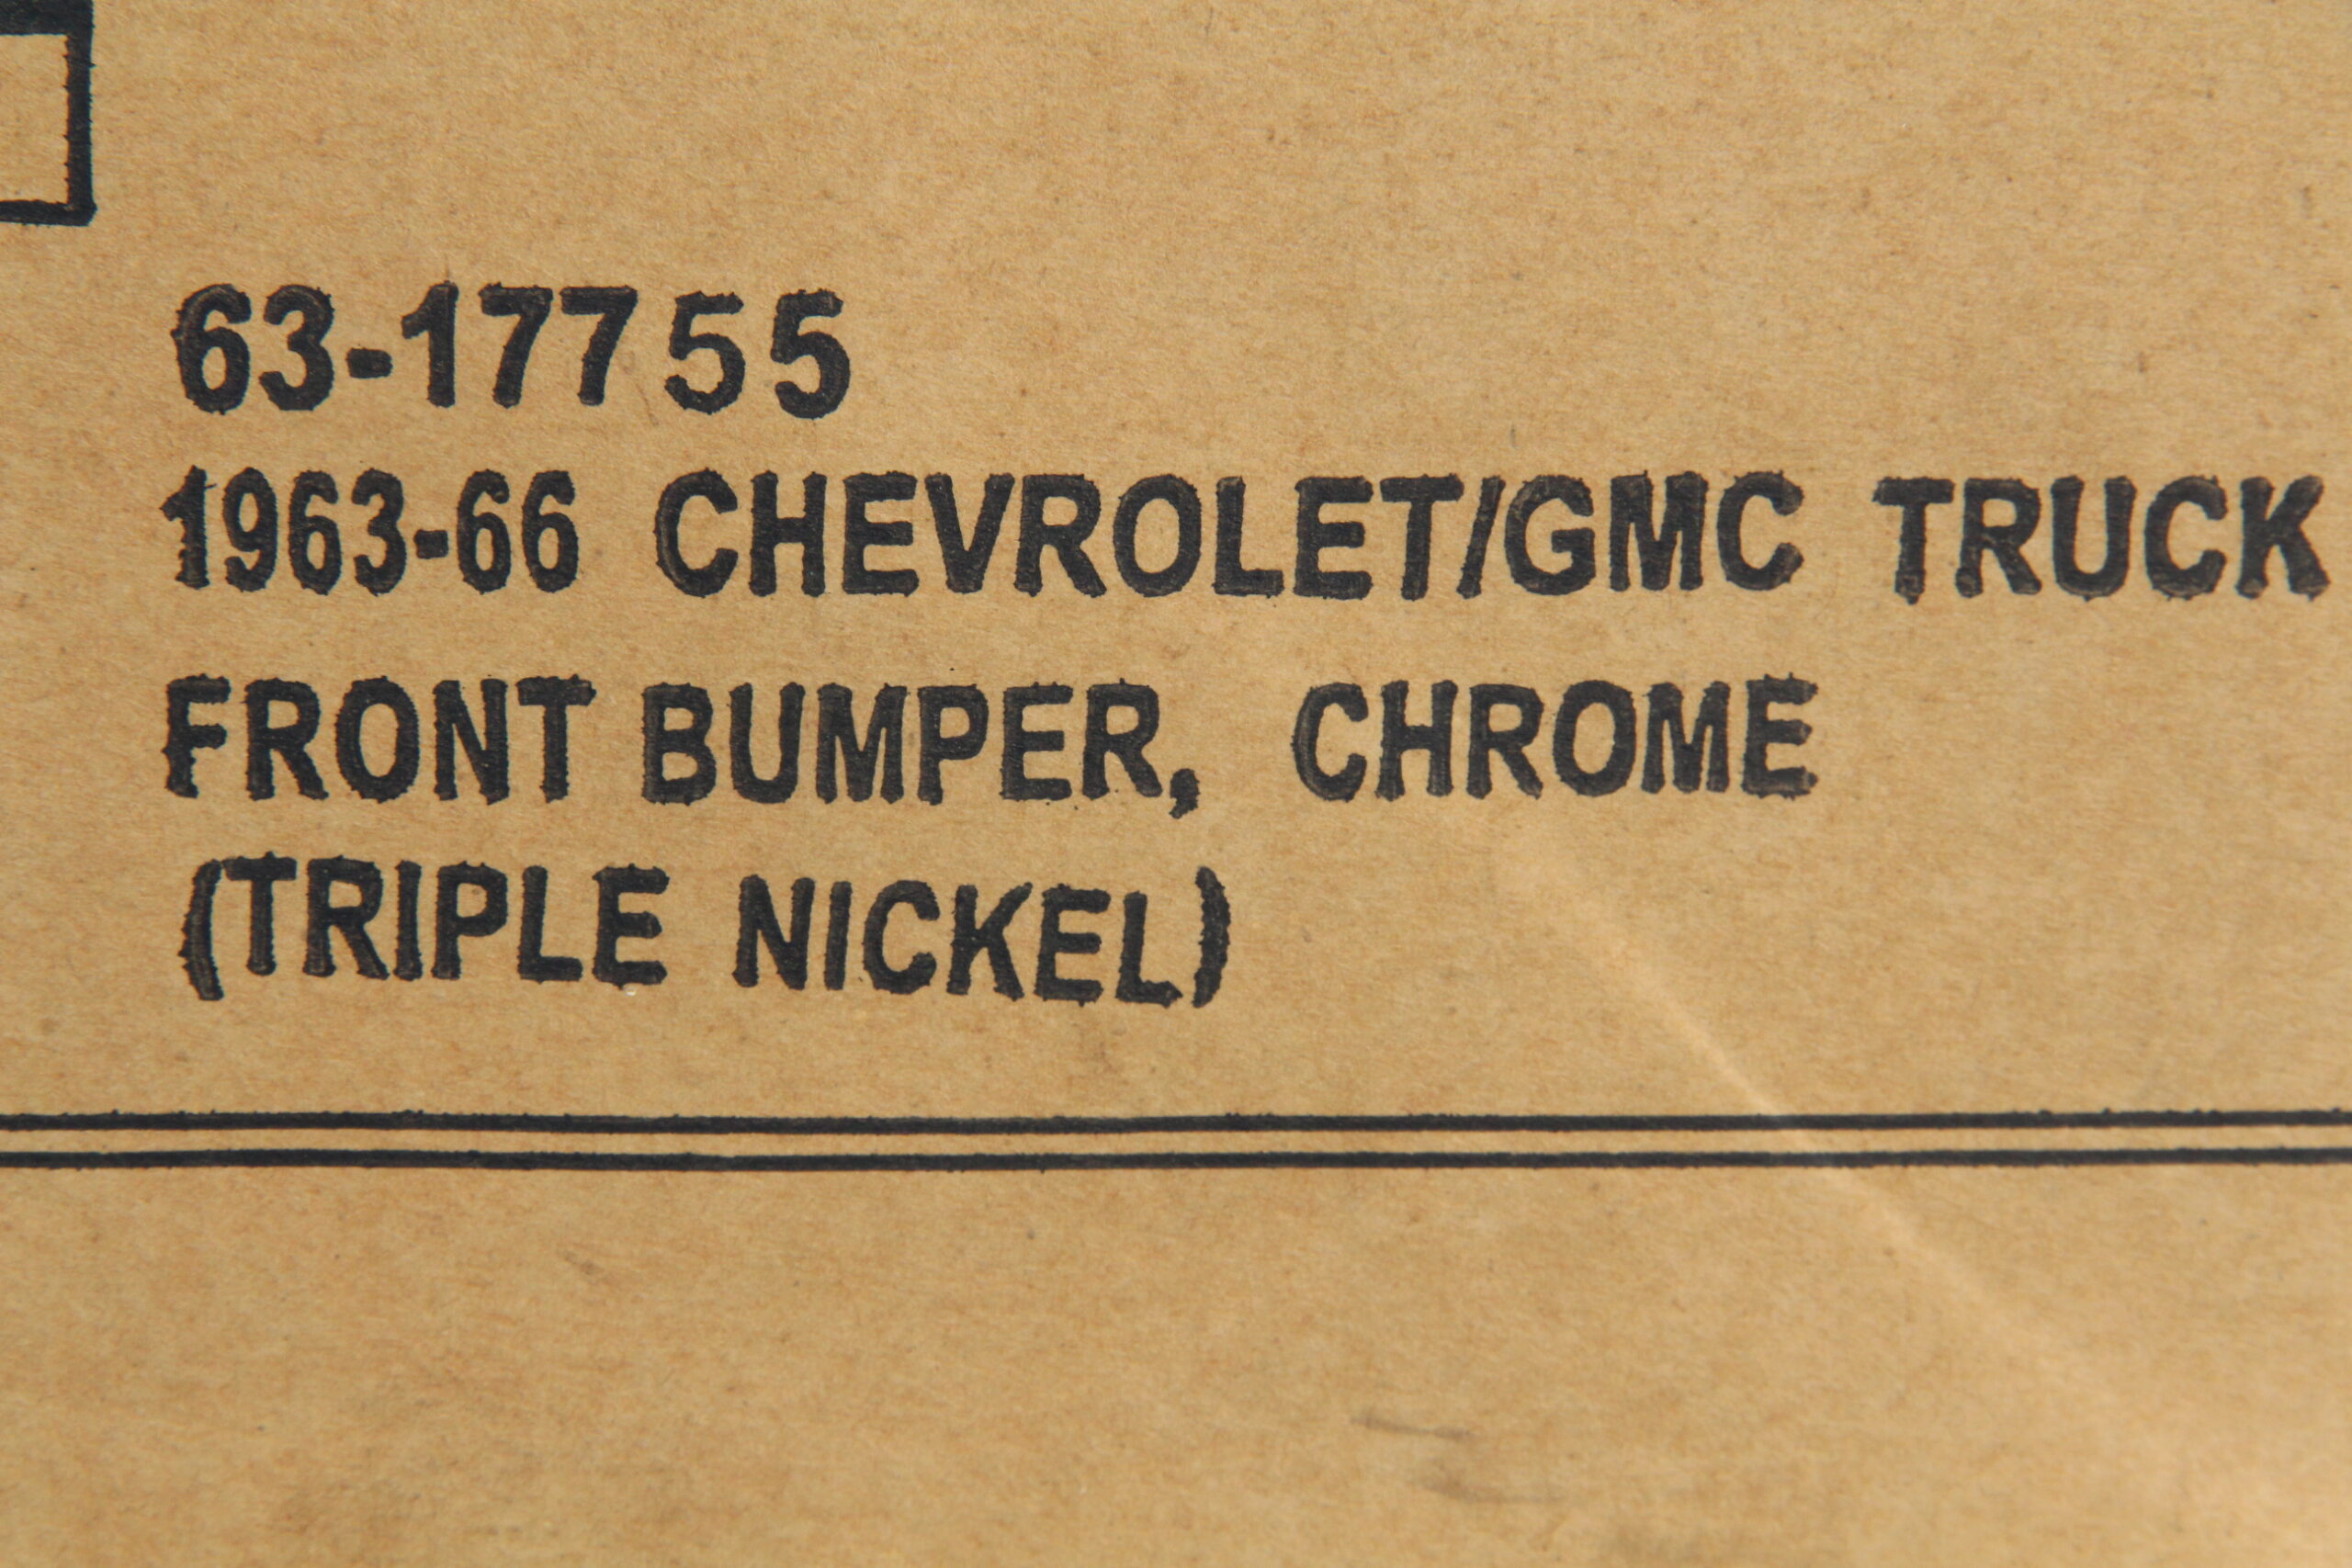 63-17755
1963-66 CHEVROLET/GMC TRUCK
FRONT BUMPER, CHROME
(TRIPLE NICKEL)